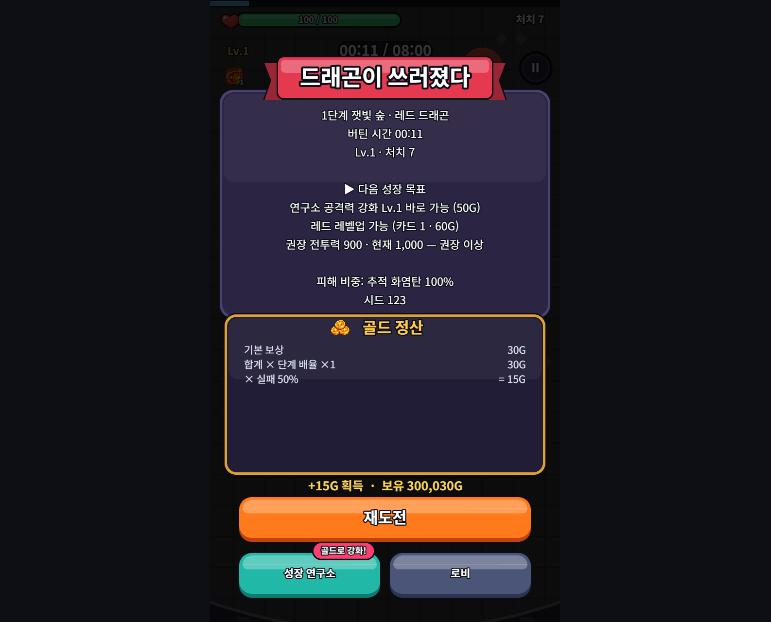 100 / 100
처치 7
Lv.1
00:11 / 08:00
드래곤이 쓰러졌다
1단계 잿빛 숲 · 레드 드래곤
버틴 시간 00:11
Lv.1 · 처치 7
▶ 다음 성장 목표
연구소 공격력 강화 Lv.1 바로 가능 (50G)
레드 레벨업 가능 (카드 1 · 60G)
권장 전투력 900 · 현재 1,000 — 권장 이상
피해 비중: 추적 화염탄 100%
시드 123
골드 정산
기본 보상 30G
합계 × 단계 배율 ×1 30G
× 실패 50% = 15G
+15G 획득 · 보유 300,030G
재도전
골드로 강화!
성장 연구소 로비